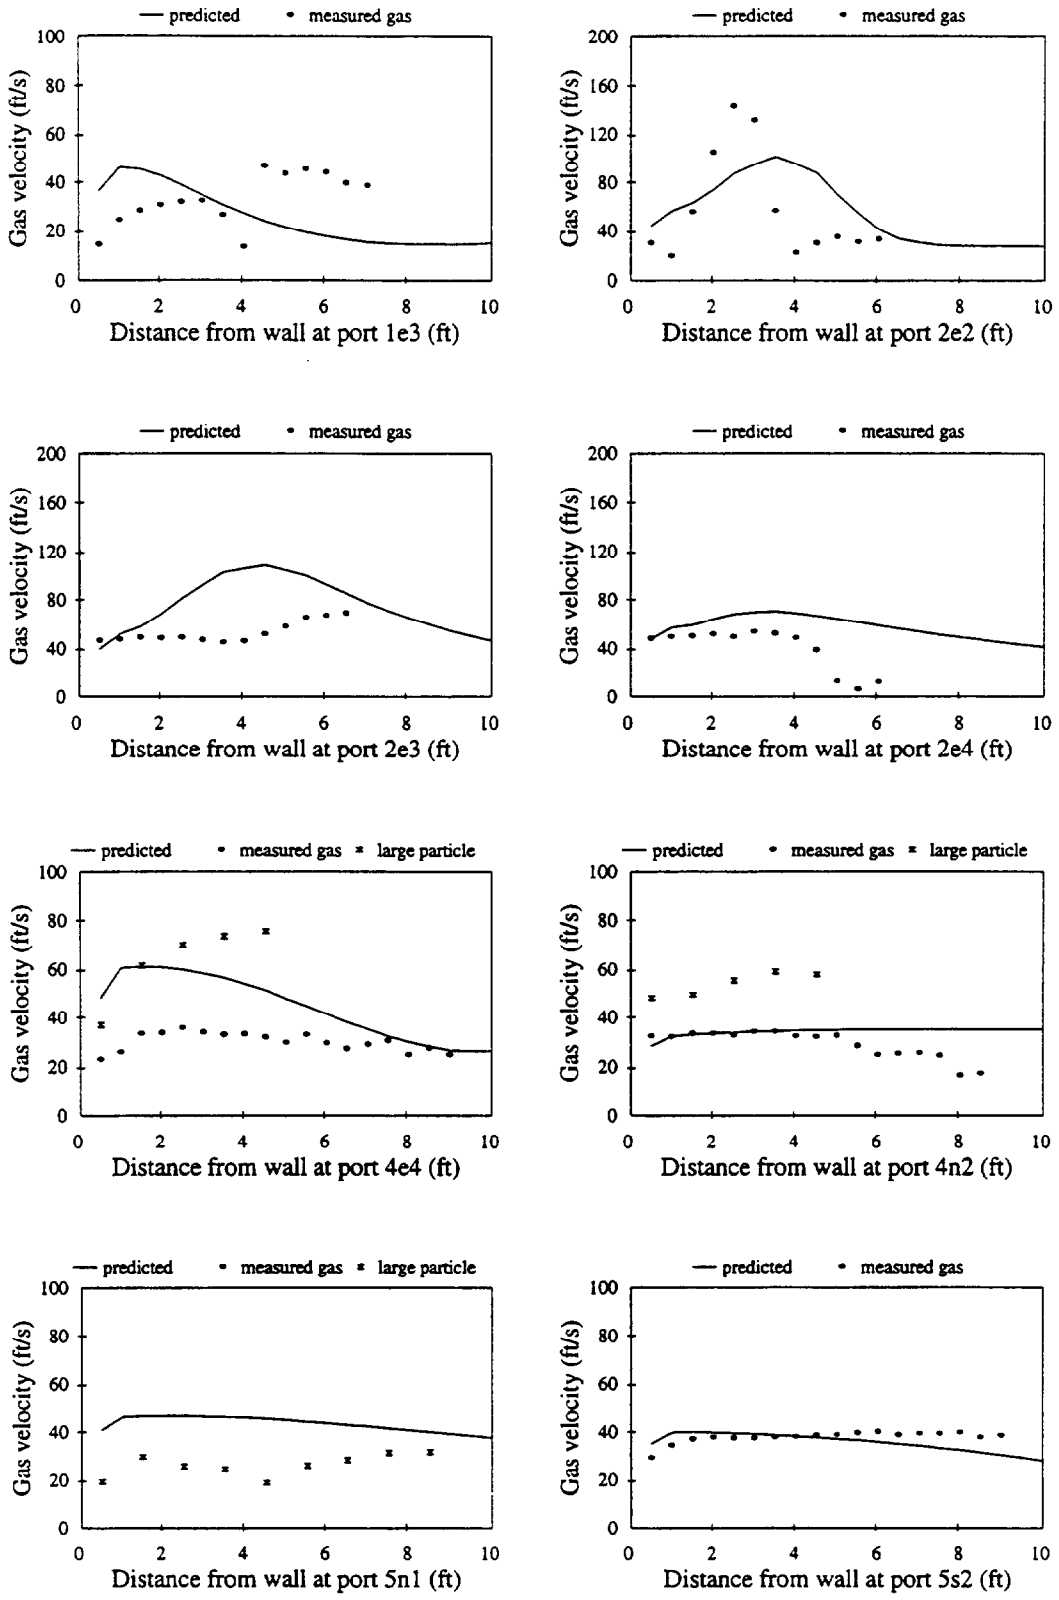 predicted measured gas
predicted measured gas
Gas velocity (ft/s)
100
80
60
40
20
0
0 2 4 6 8 10
Distance from wall at port 1e3 (ft)
Gas velocity (ft/s)
200
160
120
80
40
0
0 2 4 6 8 10
Distance from wall at port 2e2 (ft)
predicted measured gas
predicted measured gas
Gas velocity (ft/s)
200
160
120
80
40
0
0 2 4 6 8 10
Distance from wall at port 2e3 (ft)
Gas velocity (ft/s)
200
160
120
80
40
0
0 2 4 6 8 10
Distance from wall at port 2e4 (ft)
predicted measured gas large particle
predicted measured gas large particle
Gas velocity (ft/s)
100
80
60
40
20
0
0 2 4 6 8 10
Distance from wall at port 4e4 (ft)
Gas velocity (ft/s)
100
80
60
40
20
0
0 2 4 6 8 10
Distance from wall at port 4n2 (ft)
predicted measured gas large particle
predicted measured gas
Gas velocity (ft/s)
100
80
60
40
20
0
0 2 4 6 8 10
Distance from wall at port 5n1 (ft)
Gas velocity (ft/s)
100
80
60
40
20
0
0 2 4 6 8 10
Distance from wall at port 5s2 (ft)